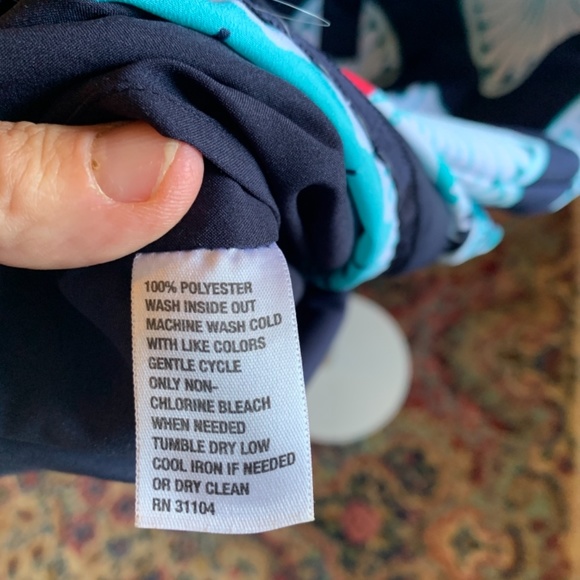 100% POLYESTER
WASH INSIDE OUT
MACHINE WASH COLD
WITH LIKE COLORS
GENTLE CYCLE
ONLY NON-
CHLORINE BLEACH
WHEN NEEDED
TUMBLE DRY LOW
COOL IRON IF NEEDED
OR DRY CLEAN
RN 31104